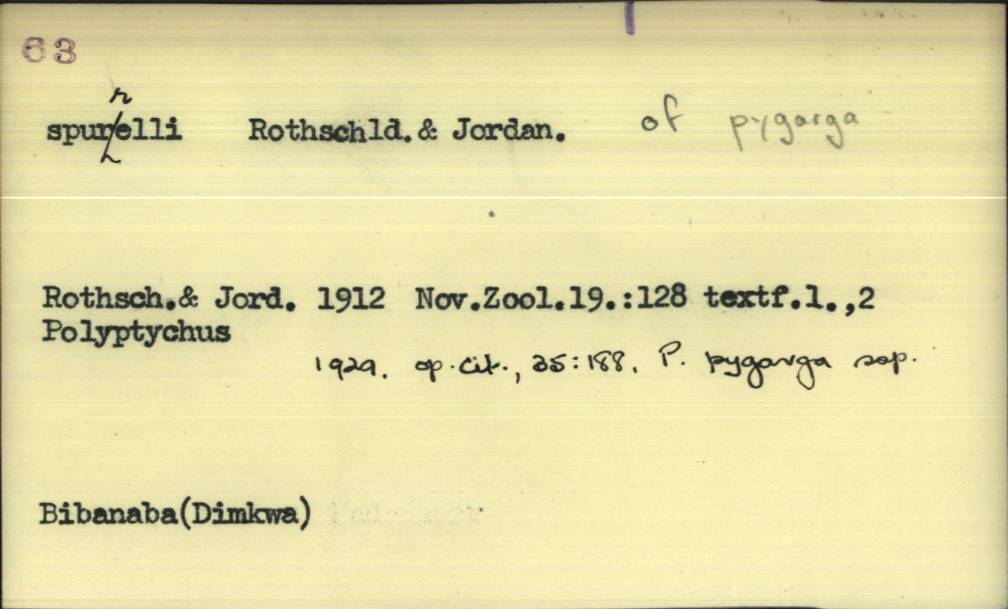 63
r
spurelli Rothschld.& Jordan. of pygarga
Rothsch.& Jord. 1912 Nov.Zool.19.:128 textf.1.,2
Polyptychus
1929. op.cit., 35:188. P. pygarga ssp.
Bibanaba(Dimkwa)